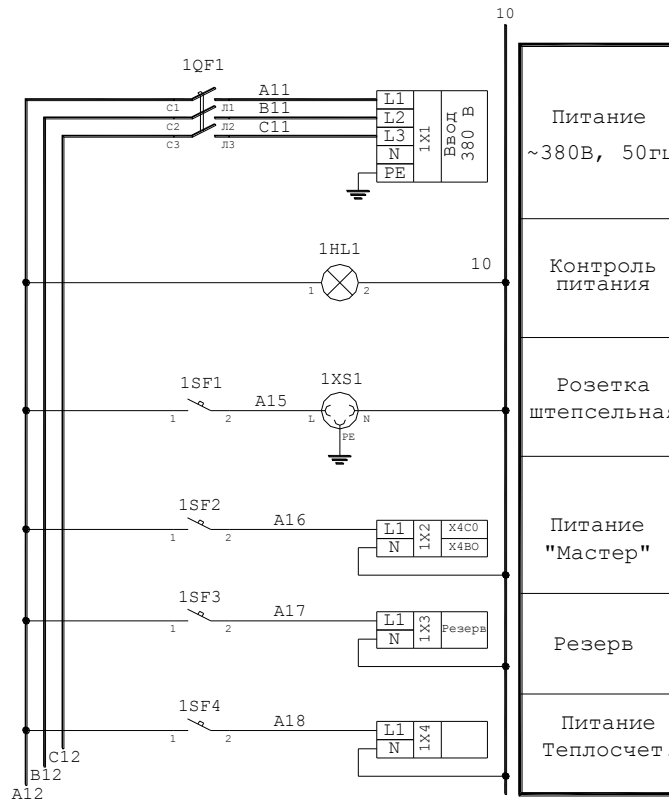 10
1QF1
A11
B11
C11
C1
Л1
C2
Л2
C3
Л3
L1
L2
L3
N
PE
1X1
Ввод
380 В
Питание
~380В, 50гц
1HL1
1
2
10
Контроль
питания
1SF1
1
2
A15
1XS1
L
N
PE
Розетка
штепсельная
1SF2
1
2
A16
L1
N
1X2
X4C0
X4B0
Питание
"Мастер"
1SF3
1
2
A17
L1
N
1X3
Резерв
Резерв
1SF4
1
2
A18
L1
N
1X4
Питание
Теплосчет.
C12
B12
A12